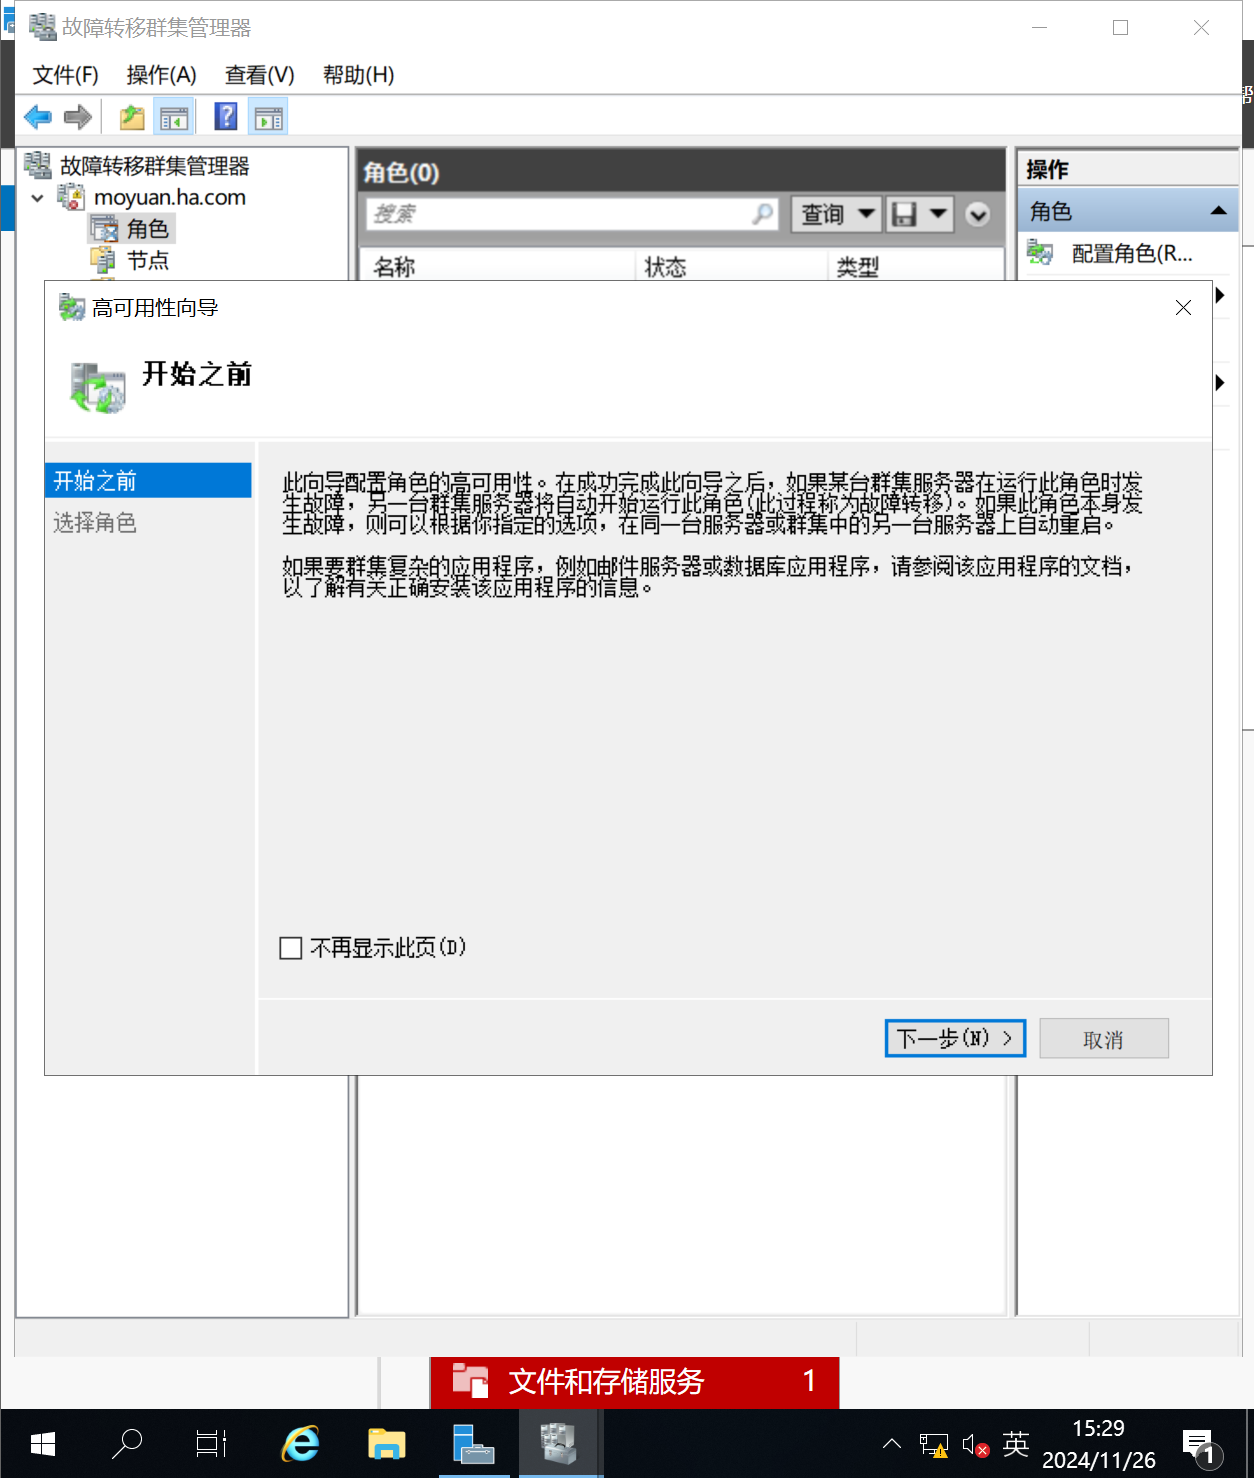 故障转移群集管理器
文件(F) 操作(A) 查看(V) 帮助(H)
故障转移群集管理器
moyuan.ha.com
角色
节点
角色(0)
搜索
查询
名称 状态 类型
操作
角色
配置角色(R...
高可用性向导
开始之前
开始之前
选择角色
此向导配置角色的高可用性。在成功完成此向导之后，如果某台群集服务器在运行此角色时发
生故障，另一台群集服务器将自动开始运行此角色(此过程称为故障转移)。如果此角色本身发
生故障，则可以根据你指定的选项，在同一台服务器或群集中的另一台服务器上自动重启。
如果要群集复杂的应用程序，例如邮件服务器或数据库应用程序，请参阅该应用程序的文档，
以了解有关正确安装该应用程序的信息。
不再显示此页(D)
下一步(N) >
取消
文件和存储服务 1
英
15:29
2024/11/26
1